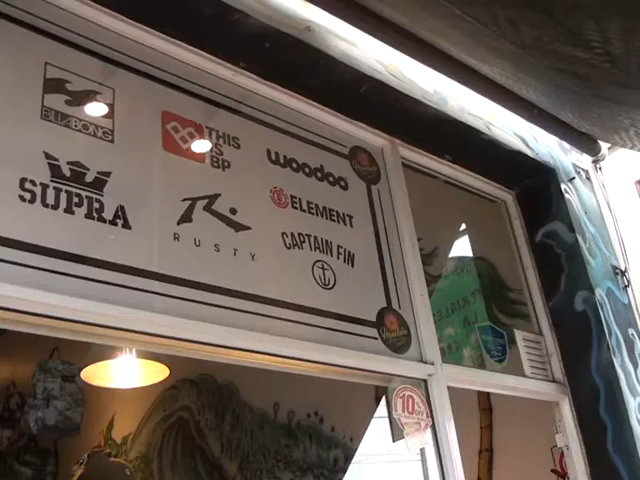 BILLABONG
THIS
IS
BP
woodoo
SUPRA
RUSTY
ELEMENT
CAPTAIN FIN
10%